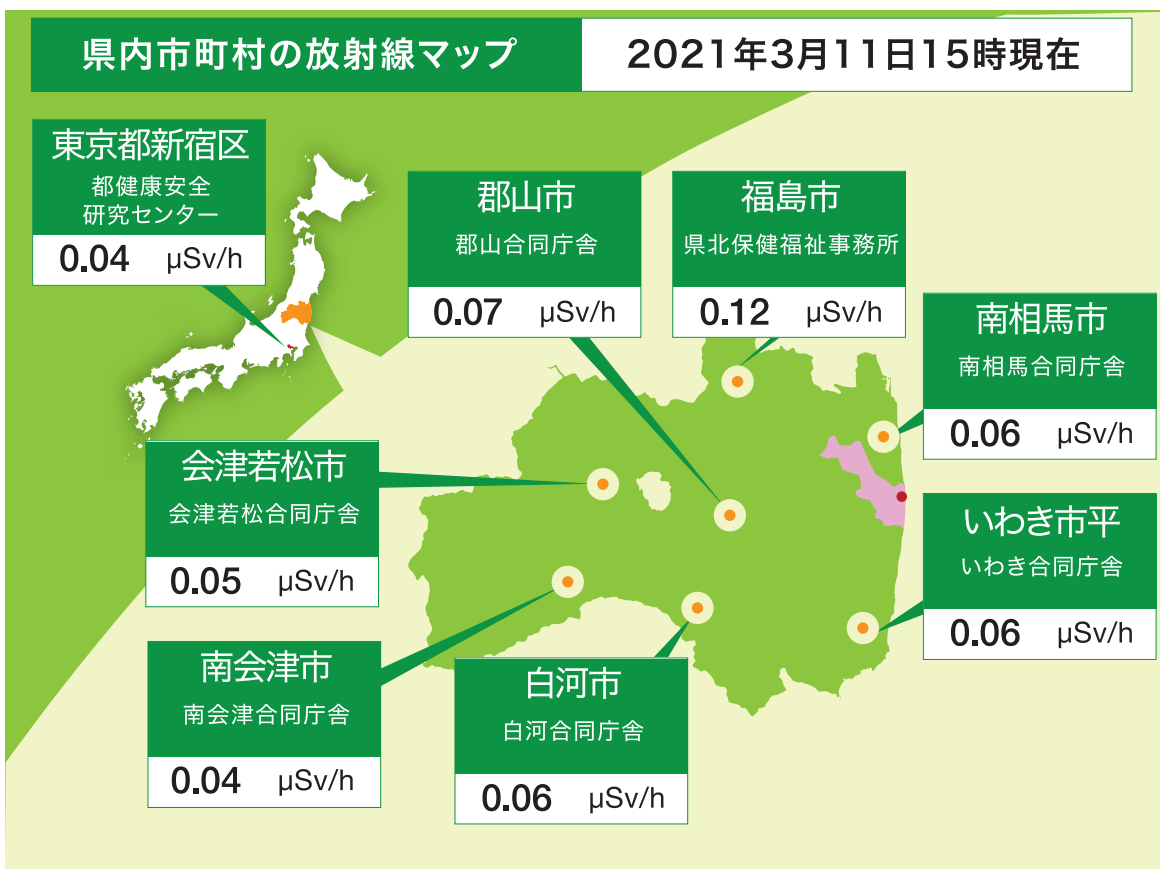 県内市町村の放射線マップ
2021年3月11日15時現在
東京都新宿区
都健康安全
研究センター
0.04 μSv/h
郡山市
郡山合同庁舎
0.07 μSv/h
福島市
県北保健福祉事務所
0.12 μSv/h
南相馬市
南相馬合同庁舎
0.06 μSv/h
会津若松市
会津若松合同庁舎
0.05 μSv/h
いわき市平
いわき合同庁舎
0.06 μSv/h
南会津市
南会津合同庁舎
0.04 μSv/h
白河市
白河合同庁舎
0.06 μSv/h